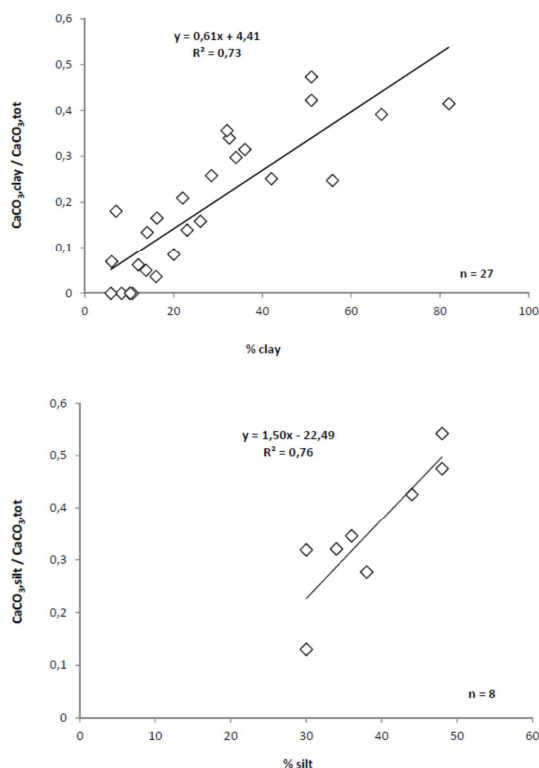 0,6
y = 0,61x + 4,41
R² = 0,73
0,5
0,4
CaCO₃,clay / CaCO₃,tot
0,3
0,2
0,1
n = 27
0
0
20
40
60
80
100
% clay
0,6
y = 1,50x - 22,49
R² = 0,76
0,5
0,4
CaCO₃,silt / CaCO₃,tot
0,3
0,2
0,1
n = 8
0
0
10
20
30
40
50
60
% silt